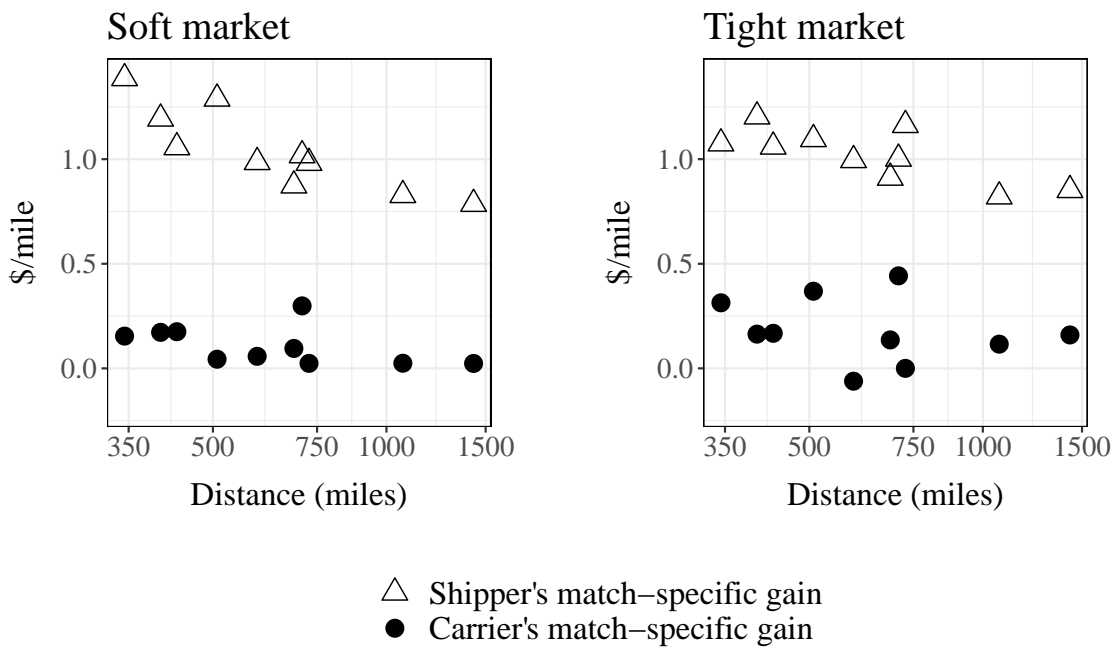 Soft market
Tight market
$/mile
1.0
0.5
0.0
350 500 750 1000 1500
Distance (miles)
$/mile
1.0
0.5
0.0
350 500 750 1000 1500
Distance (miles)
Shipper's match−specific gain
Carrier's match−specific gain